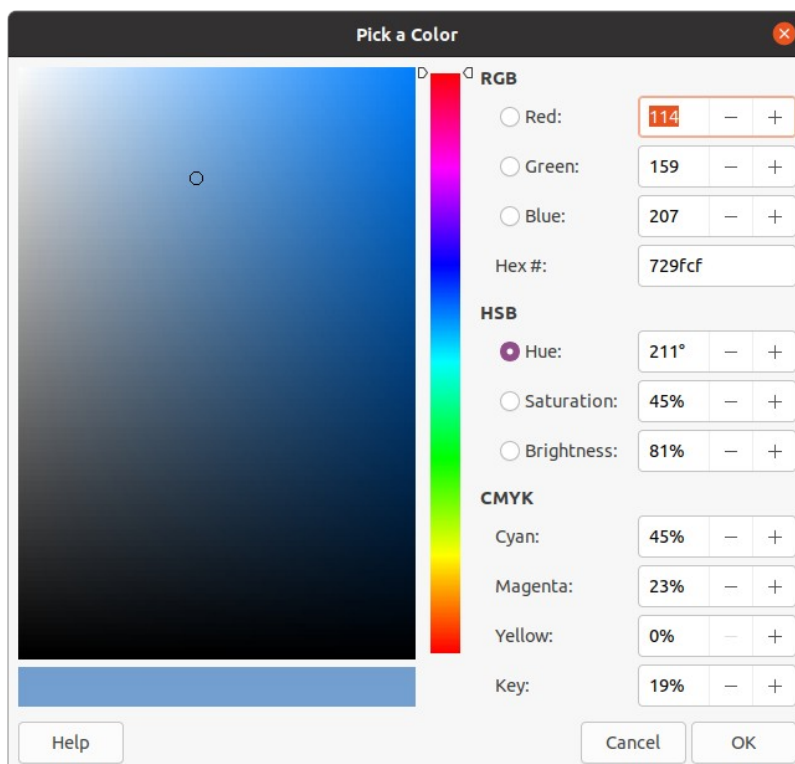 Pick a Color
RGB
Red: 114
Green: 159
Blue: 207
Hex #: 729fcf
HSB
Hue: 211°
Saturation: 45%
Brightness: 81%
CMYK
Cyan: 45%
Magenta: 23%
Yellow: 0%
Key: 19%
Help Cancel OK